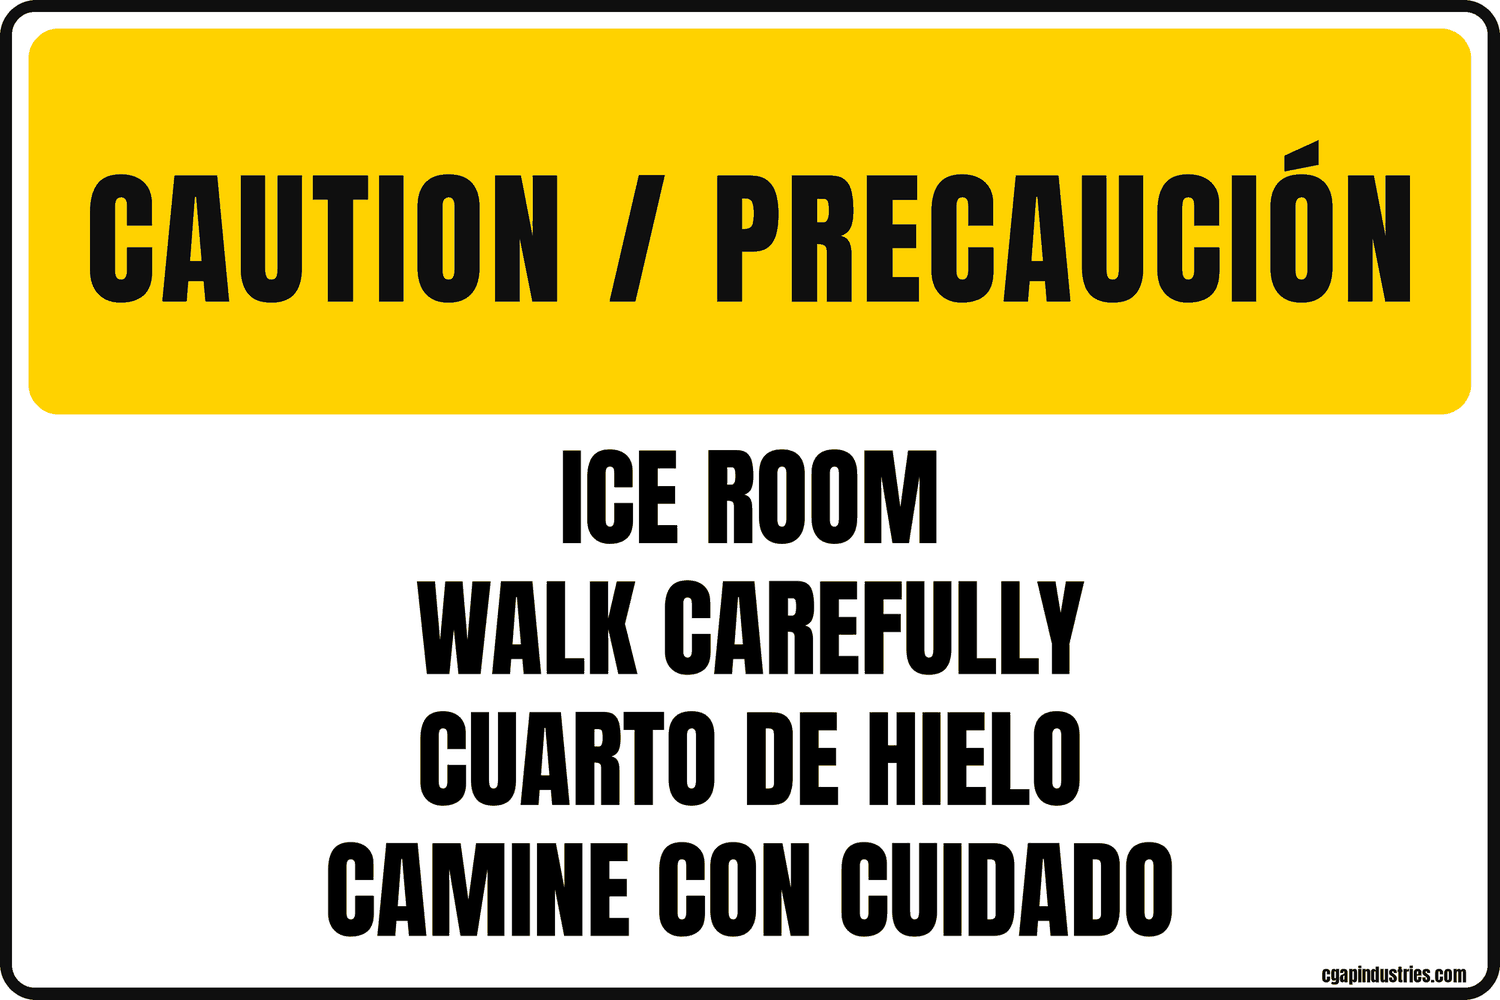 CAUTION / PRECAUCIÓN
ICE ROOM
WALK CAREFULLY
CUARTO DE HIELO
CAMINE CON CUIDADO
cgapindustries.com